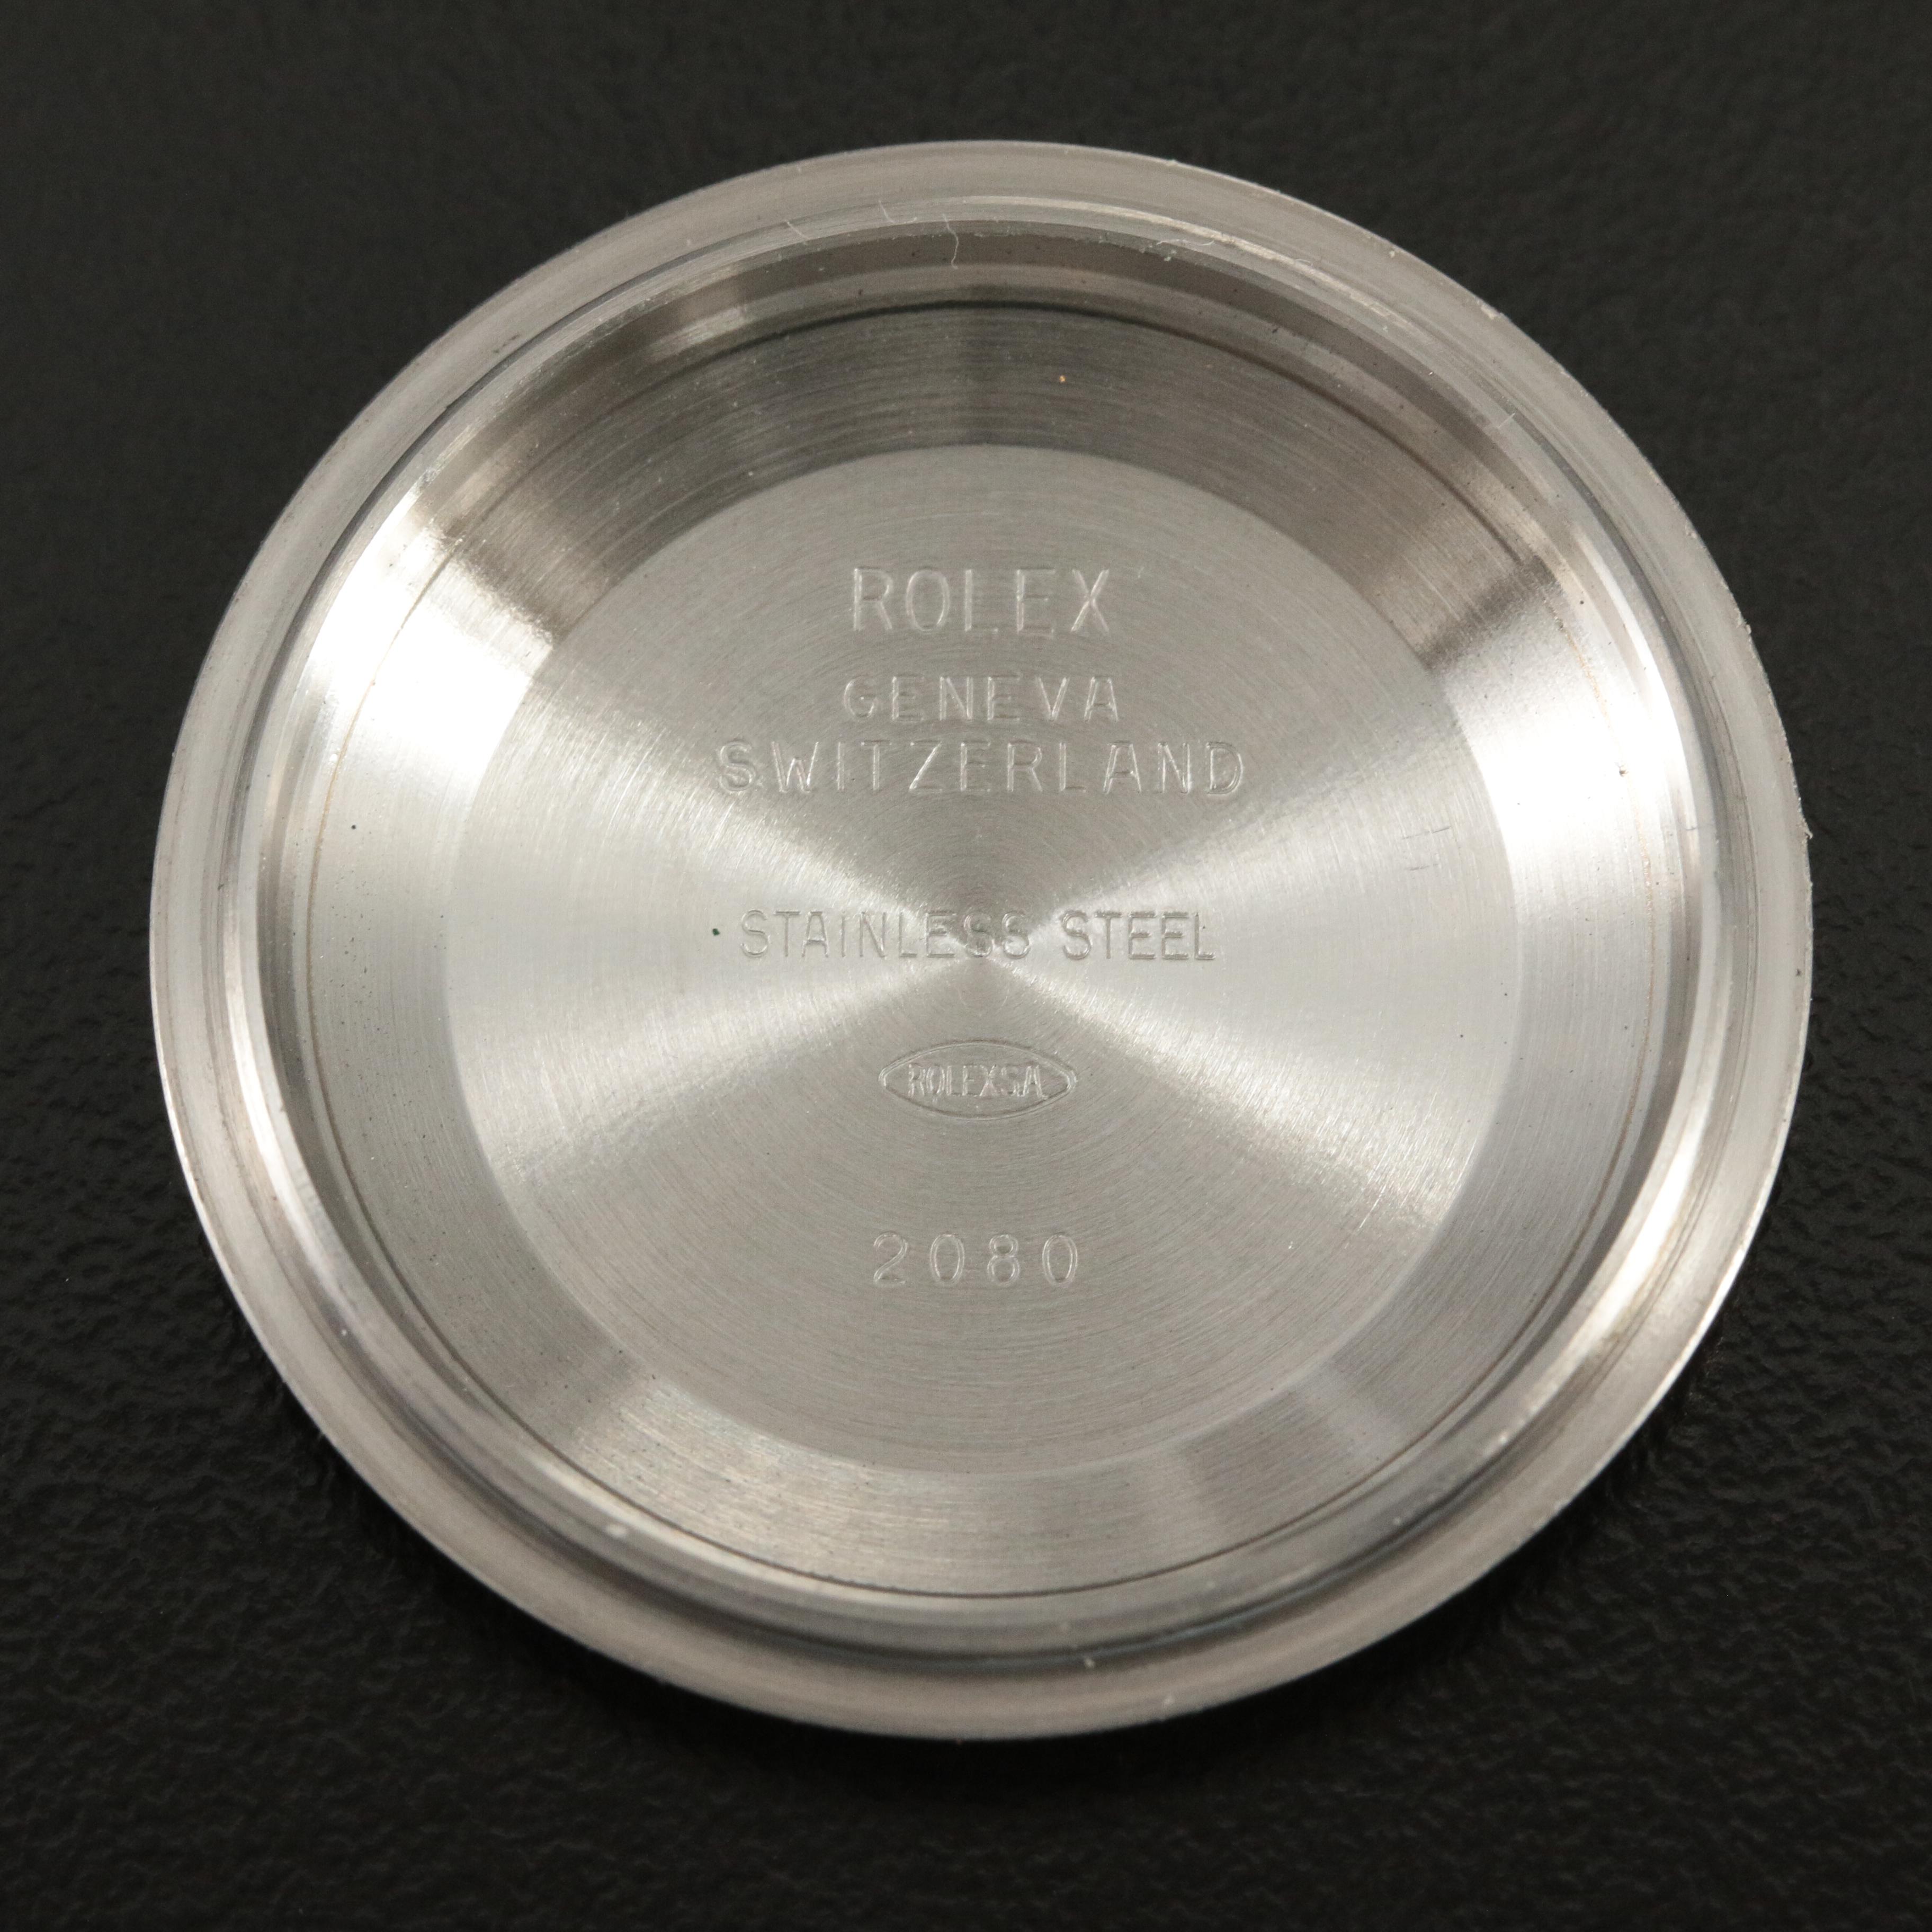 ROLEX
GENEVA
SWITZERLAND
STAINLESS STEEL
ROLEXSA
2080